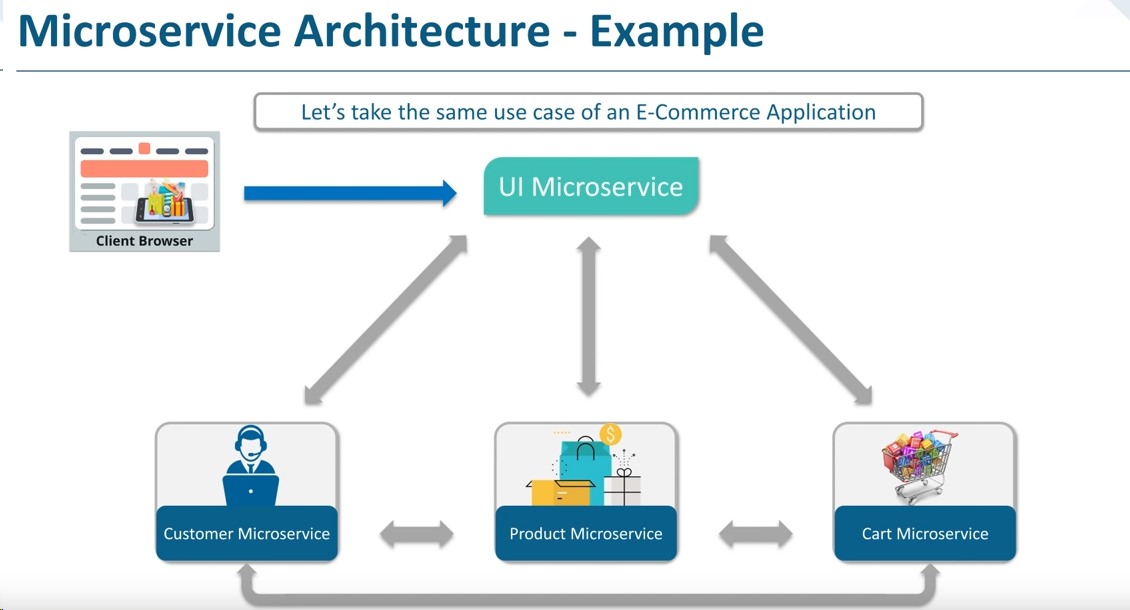 Microservice Architecture - Example
Let’s take the same use case of an E-Commerce Application
UI Microservice
Client Browser
$
Customer Microservice
Product Microservice
Cart Microservice